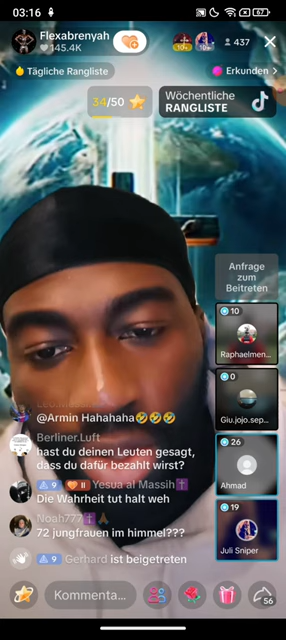 03:16
67
Flexabrenyah
145.4K
10
10
437
Tägliche Rangliste
Erkunden >
34/50
Wöchentliche
RANGLISTE
Anfrage
zum
Beitreten
10
Raphaelmen...
0
Giu.jojo.sep...
26
Ahmad
19
Juli Sniper
@Armin Hahahaha🤣🤣🤣
Berliner.Luft
hast du deinen Leuten gesagt,
dass du dafür bezahlt wirst?
9 II Yesua al Massih✝️
Die Wahrheit tut halt weh
Noah777✝️🙏🏾
72 jungfrauen im himmel???
9 Gerhard ist beigetreten
Kommenta...
56